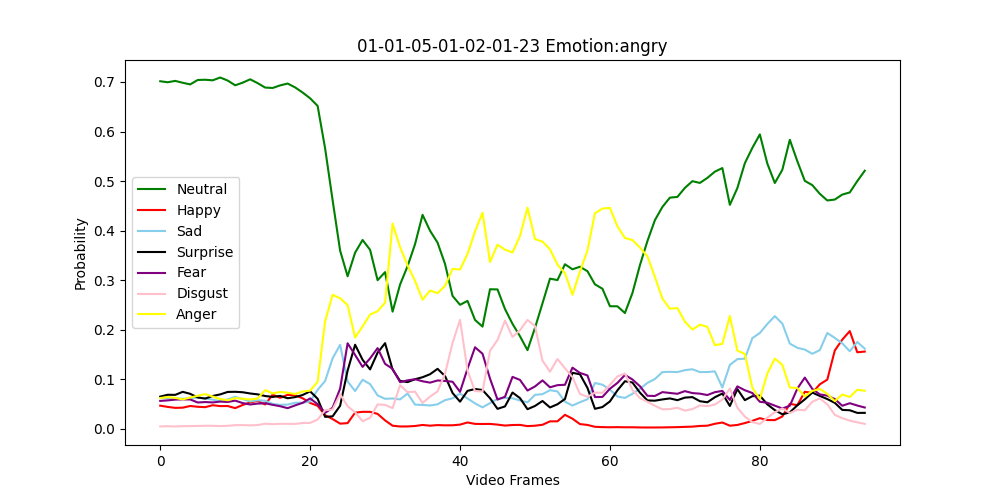 01-01-05-01-02-01-23 Emotion:angry
Probability
0.7
0.6
0.5
0.4
0.3
0.2
0.1
0.0
Neutral
Happy
Sad
Surprise
Fear
Disgust
Anger
0 20 40 60 80
Video Frames